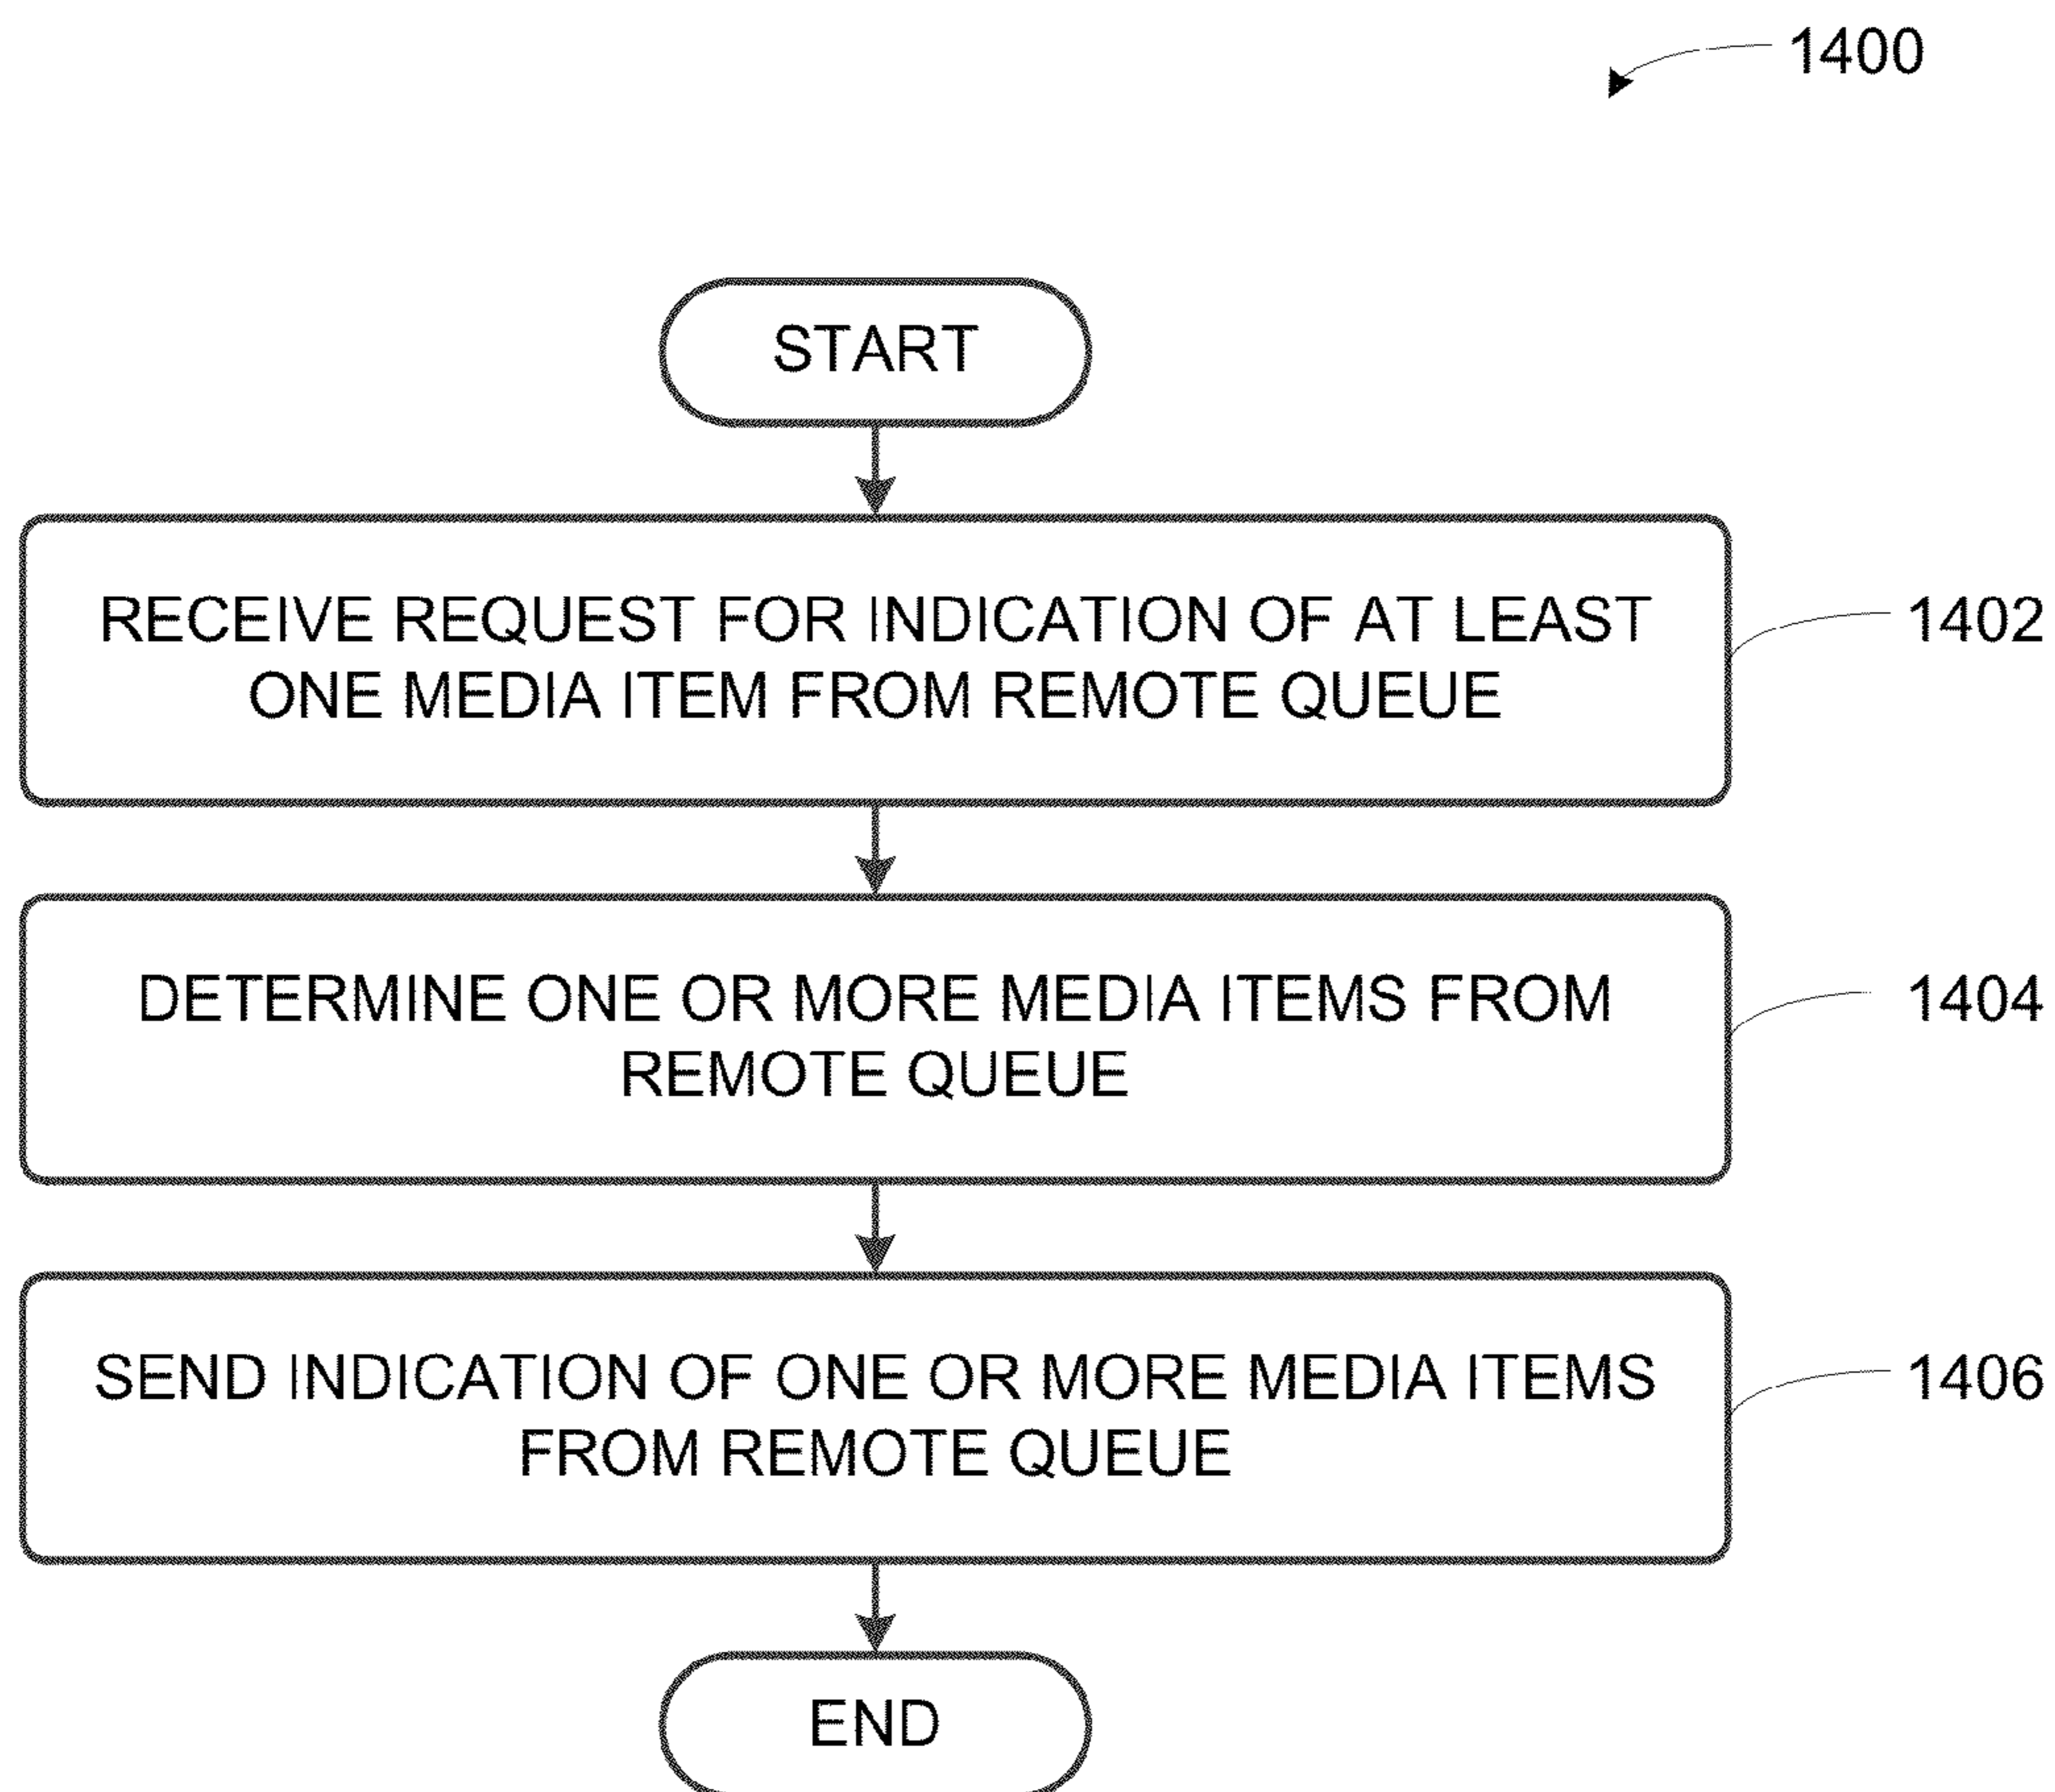 1400
START
RECEIVE REQUEST FOR INDICATION OF AT LEAST
ONE MEDIA ITEM FROM REMOTE QUEUE
1402
DETERMINE ONE OR MORE MEDIA ITEMS FROM
REMOTE QUEUE
1404
SEND INDICATION OF ONE OR MORE MEDIA ITEMS
FROM REMOTE QUEUE
1406
END